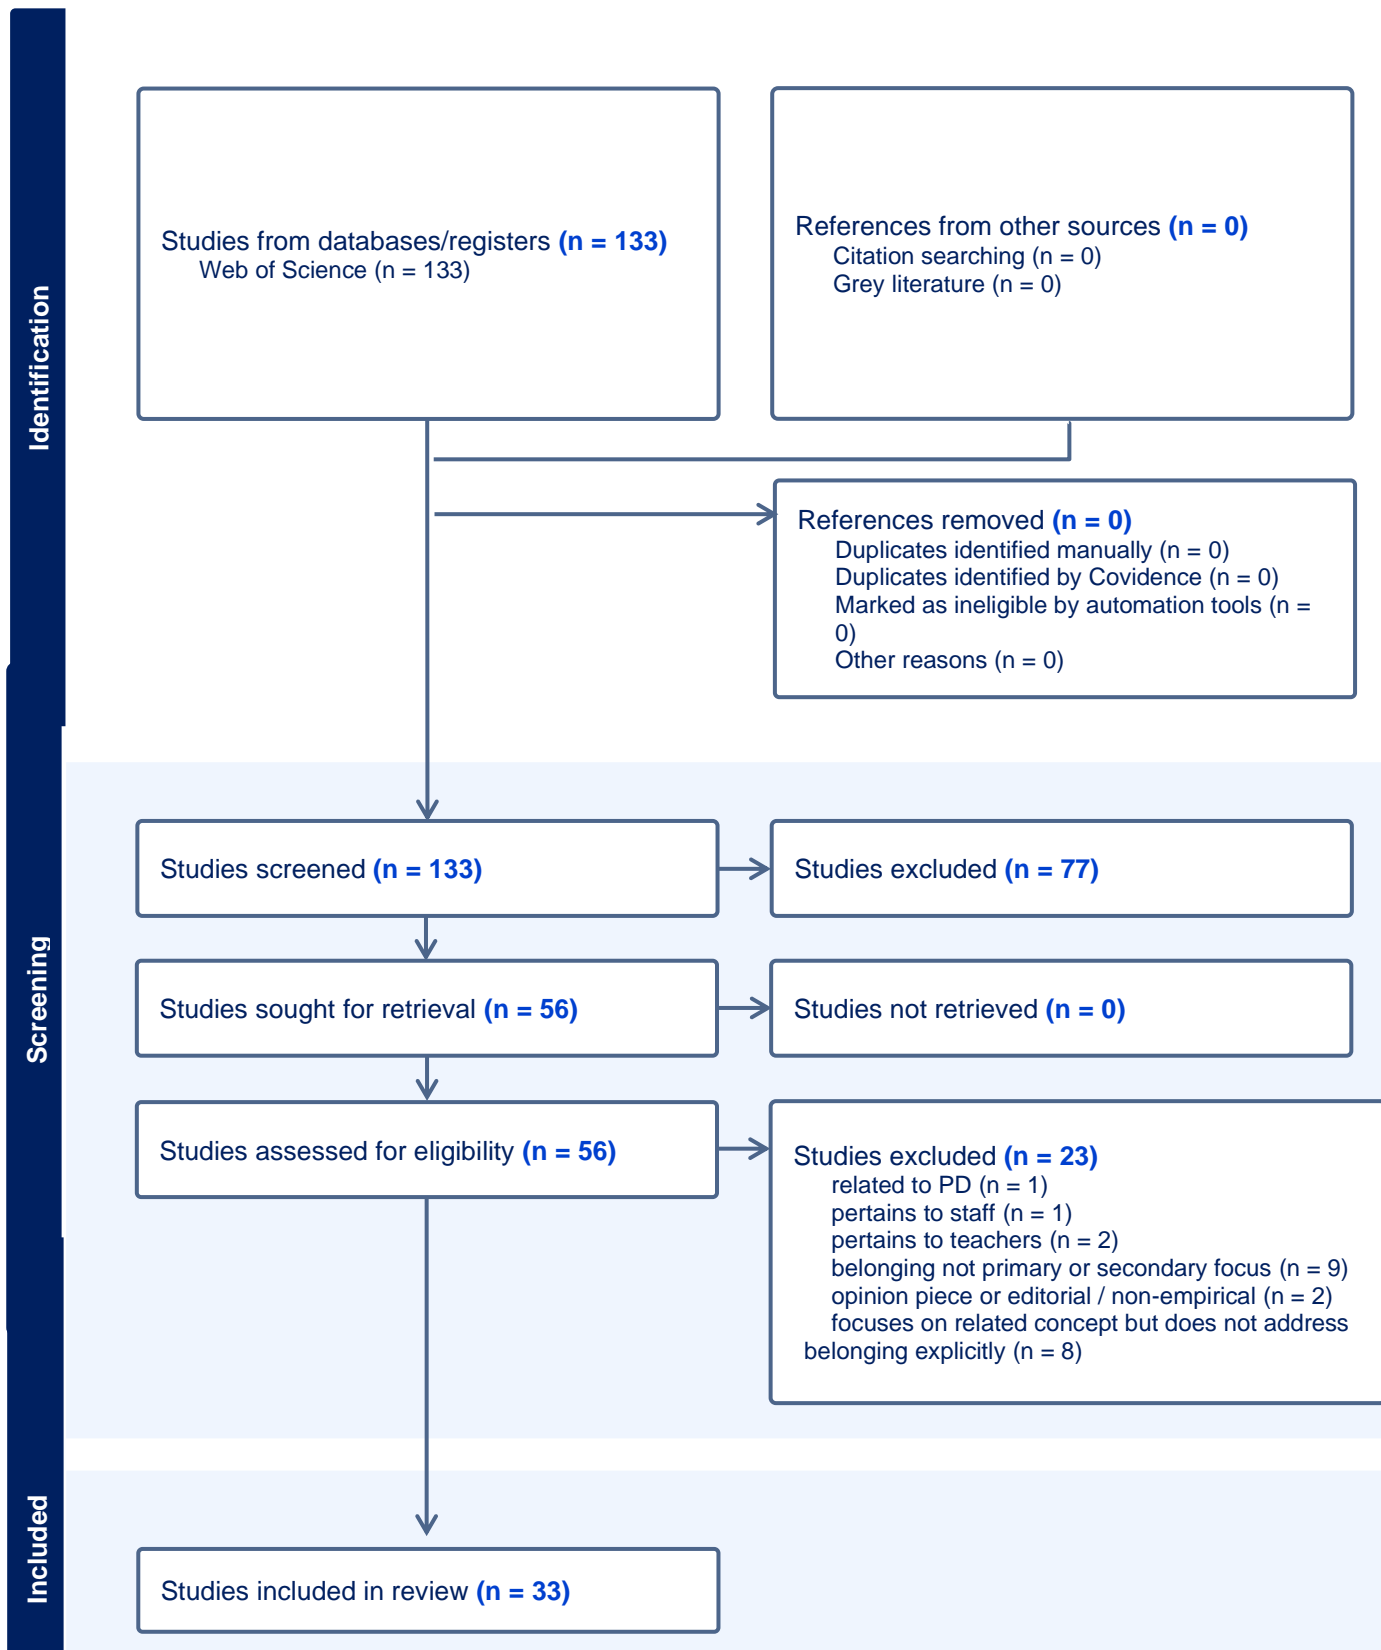 Identification
Studies from databases/registers (n = 133)
Web of Science (n = 133)
References from other sources (n = 0)
Citation searching (n = 0)
Grey literature (n = 0)
References removed (n = 0)
Duplicates identified manually (n = 0)
Duplicates identified by Covidence (n = 0)
Marked as ineligible by automation tools (n =
0)
Other reasons (n = 0)
Screening
Studies screened (n = 133)
Studies excluded (n = 77)
Studies sought for retrieval (n = 56)
Studies not retrieved (n = 0)
Studies assessed for eligibility (n = 56)
Studies excluded (n = 23)
related to PD (n = 1)
pertains to staff (n = 1)
pertains to teachers (n = 2)
belonging not primary or secondary focus (n = 9)
opinion piece or editorial / non-empirical (n = 2)
focuses on related concept but does not address
belonging explicitly (n = 8)
Included
Studies included in review (n = 33)